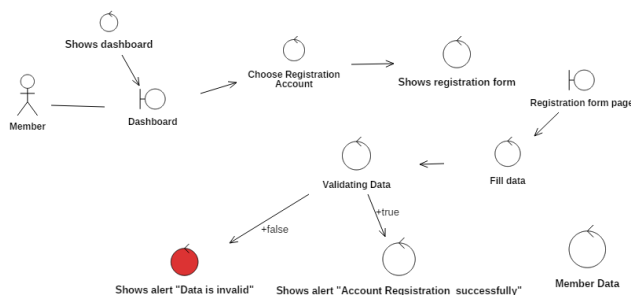 Shows dashboard
Member
Dashboard
Choose Registration
Account
Shows registration form
Registration form page
Validating Data
Fill data
+false
+true
Shows alert "Data is invalid"
Shows alert "Account Reqsistration  successfully"
Member Data